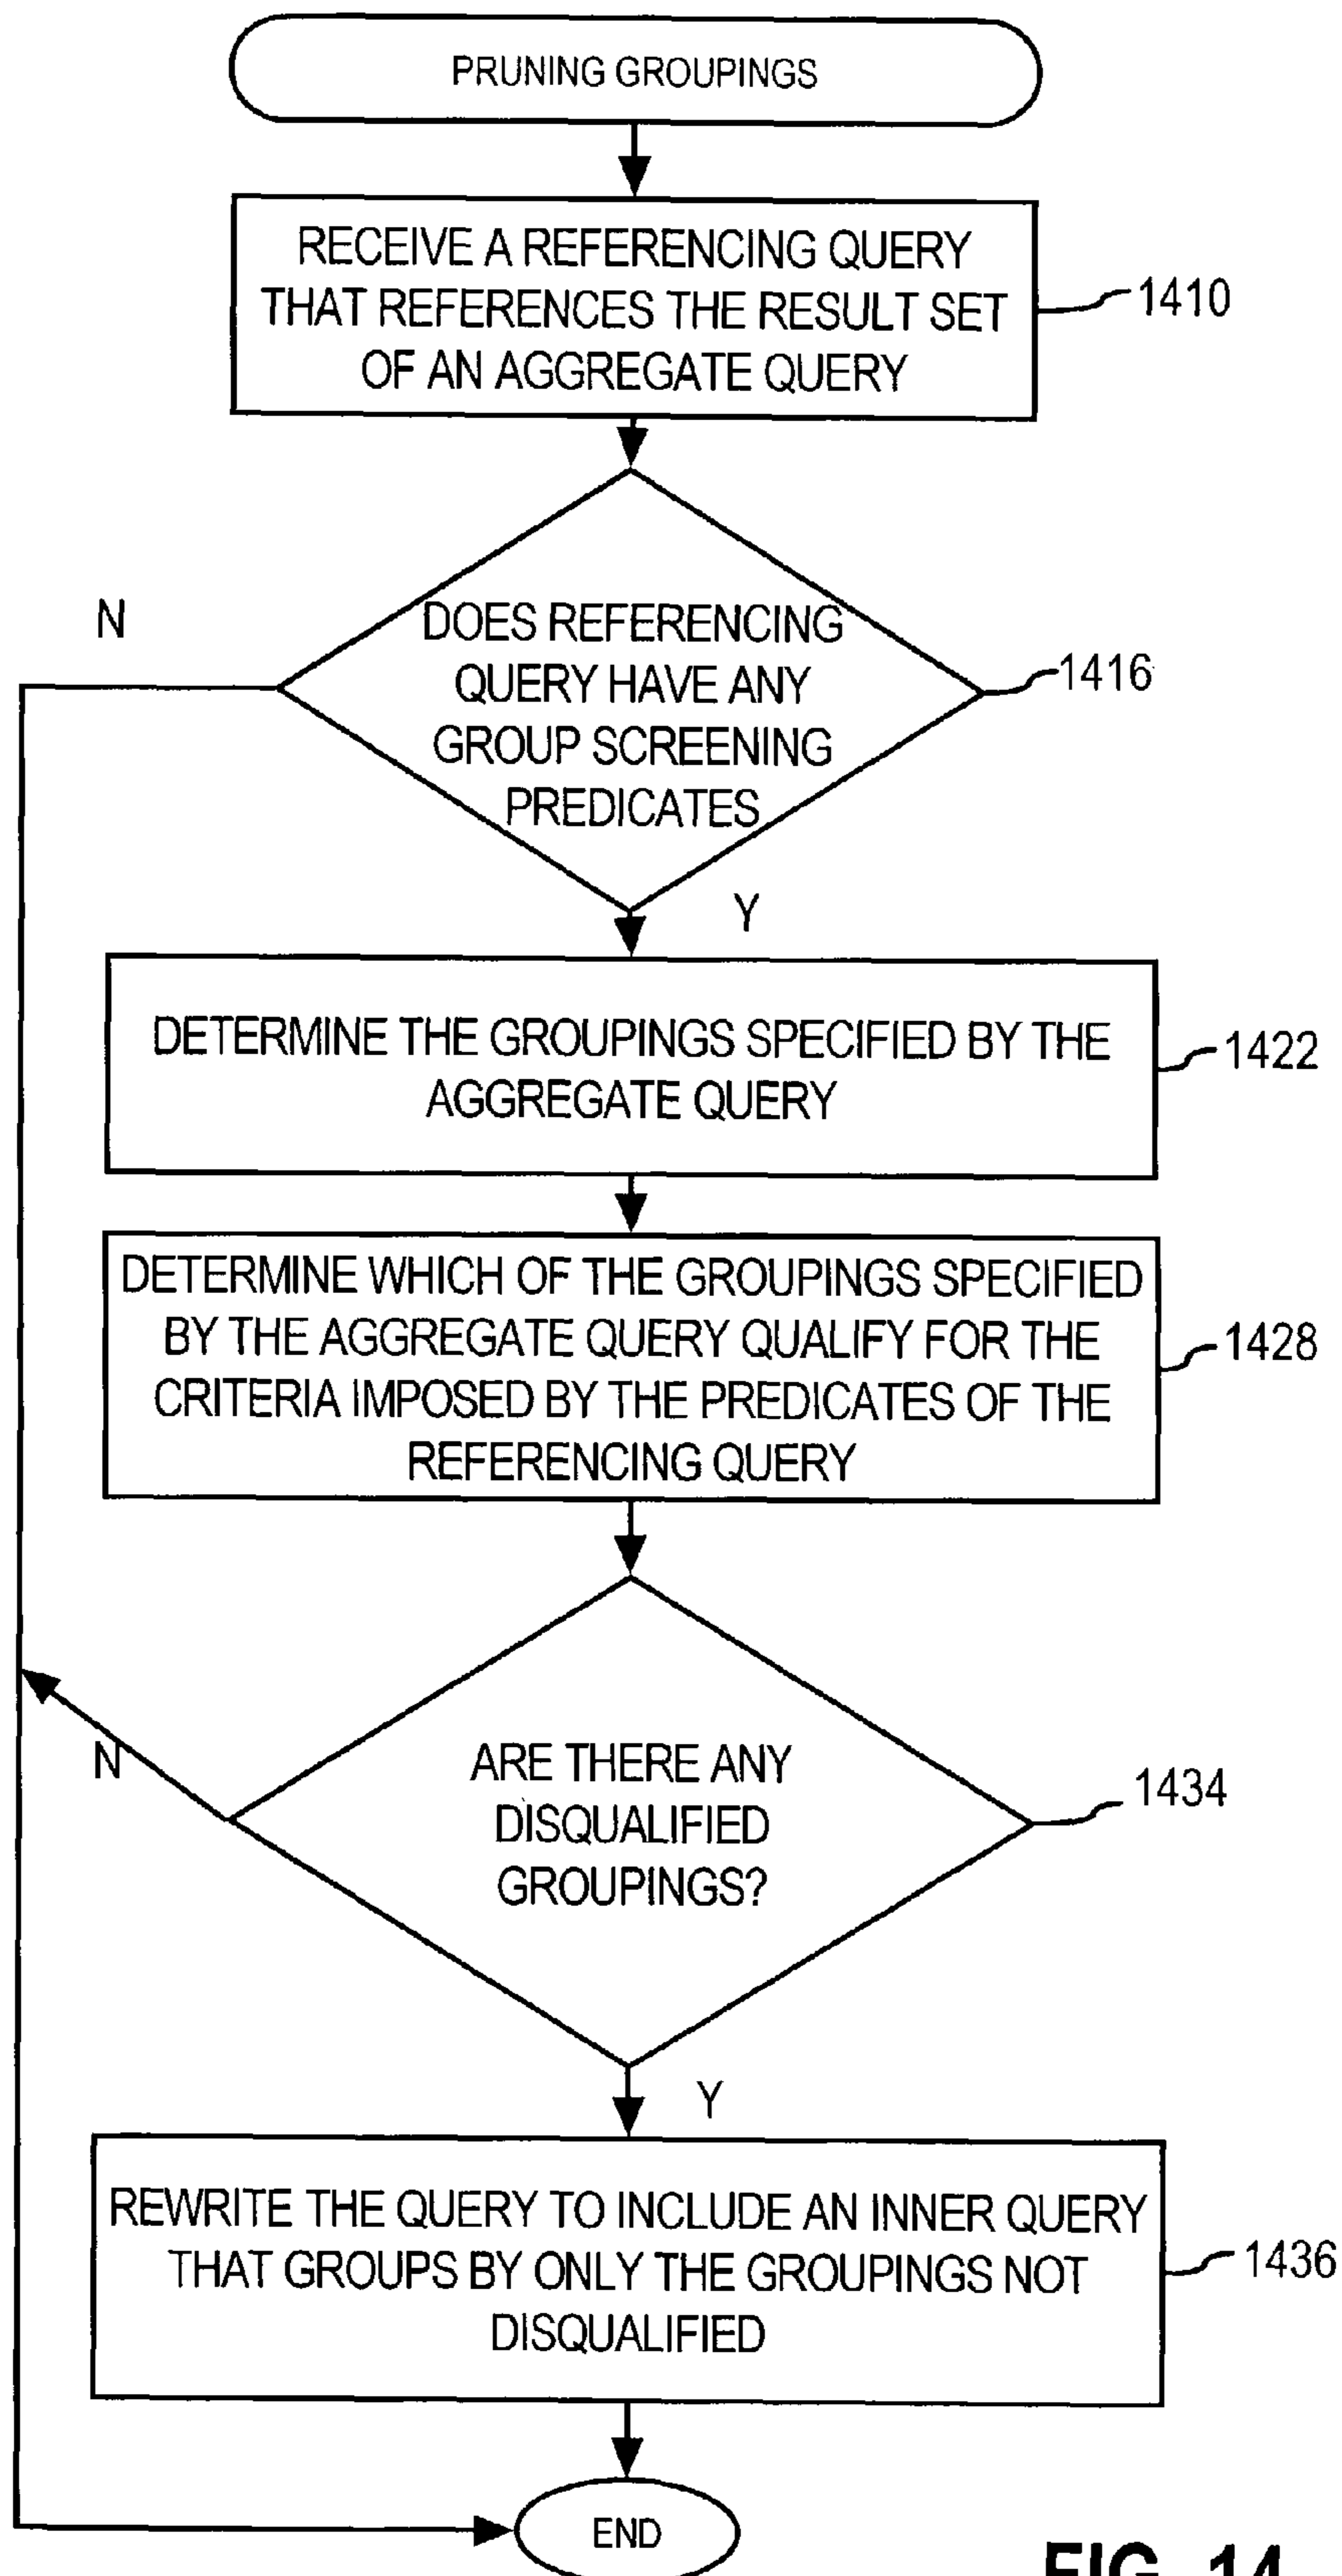 PRUNING GROUPINGS
RECEIVE A REFERENCING QUERY
THAT REFERENCES THE RESULT SET
OF AN AGGREGATE QUERY
1410
N
DOES REFERENCING
QUERY HAVE ANY
GROUP SCREENING
PREDICATES
1416
Y
DETERMINE THE GROUPINGS SPECIFIED BY THE
AGGREGATE QUERY
1422
DETERMINE WHICH OF THE GROUPINGS SPECIFIED
BY THE AGGREGATE QUERY QUALIFY FOR THE
CRITERIA IMPOSED BY THE PREDICATES OF THE
REFERENCING QUERY
1428
N
ARE THERE ANY
DISQUALIFIED
GROUPINGS?
1434
Y
REWRITE THE QUERY TO INCLUDE AN INNER QUERY
THAT GROUPS BY ONLY THE GROUPINGS NOT
DISQUALIFIED
1436
END
FIG. 14